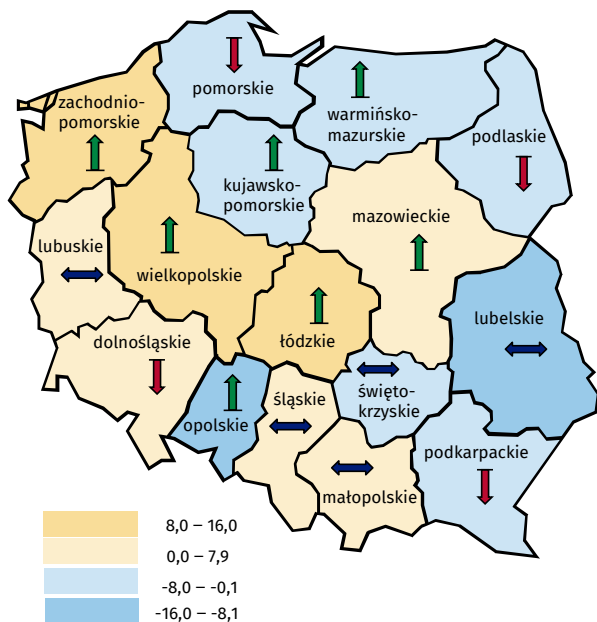 pomorskie
zachodnio-
pomorskie
warmińsko-
mazurskie
podlaskie
kujawsko-
pomorskie
mazowieckie
lubuskie
wielkopolskie
łódzkie
lubelskie
dolnośląskie
opolskie
śląskie
święto-
krzyskie
podkarpackie
małopolskie
8,0 – 16,0
0,0 – 7,9
-8,0 – -0,1
-16,0 – -8,1